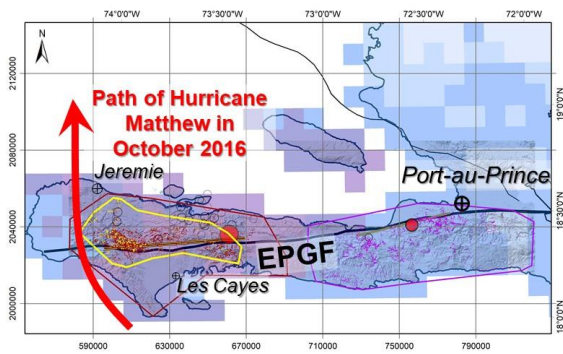 74°0'0"W 73°30'0"W 73°0'0"W 72°30'0"W 72°0'0"W
N
2120000
2080000
2040000
2000000
Path of Hurricane
Matthew in
October 2016
Jeremie
Port-au-Prince
EPGF
Les Cayes
19°0'0"N
18°30'0"N
18°0'0"N
590000 630000 670000 710000 750000 790000